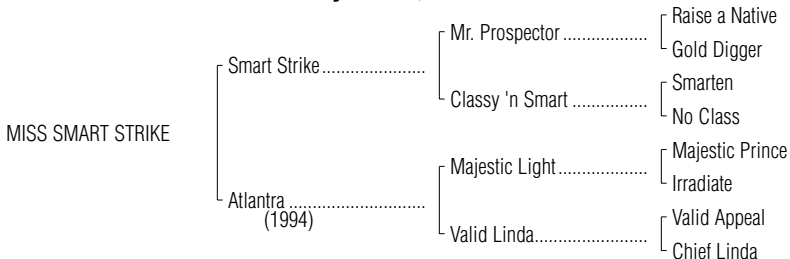 Raise a Native
Mr. Prospector ....................
Gold Digger
Smart Strike......................
Smarten
Classy 'n Smart ................
No Class
MISS SMART STRIKE
Majestic Prince
Majestic Light...................
Irradiate
Atlantra .............................
(1994)
Valid Appeal
Valid Linda........................
Chief Linda